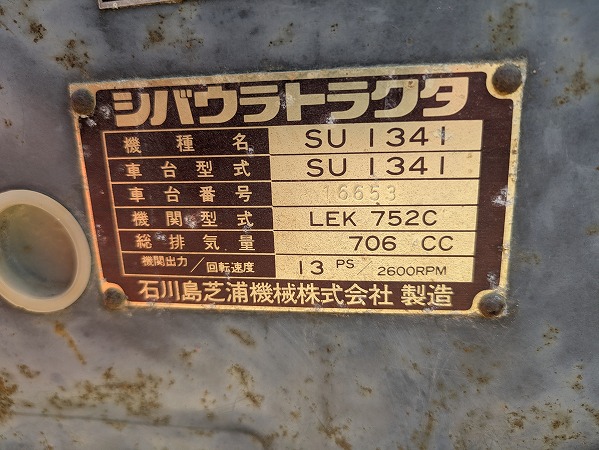 シバウラトラクタ
機種名 SU 1341
車台型式 SU 1341
車台番号 16653
機関型式 LEK 752C
総排気量 706 CC
機関出力/回転速度 13 PS/2600RPM
石川島芝浦機械株式会社 製造